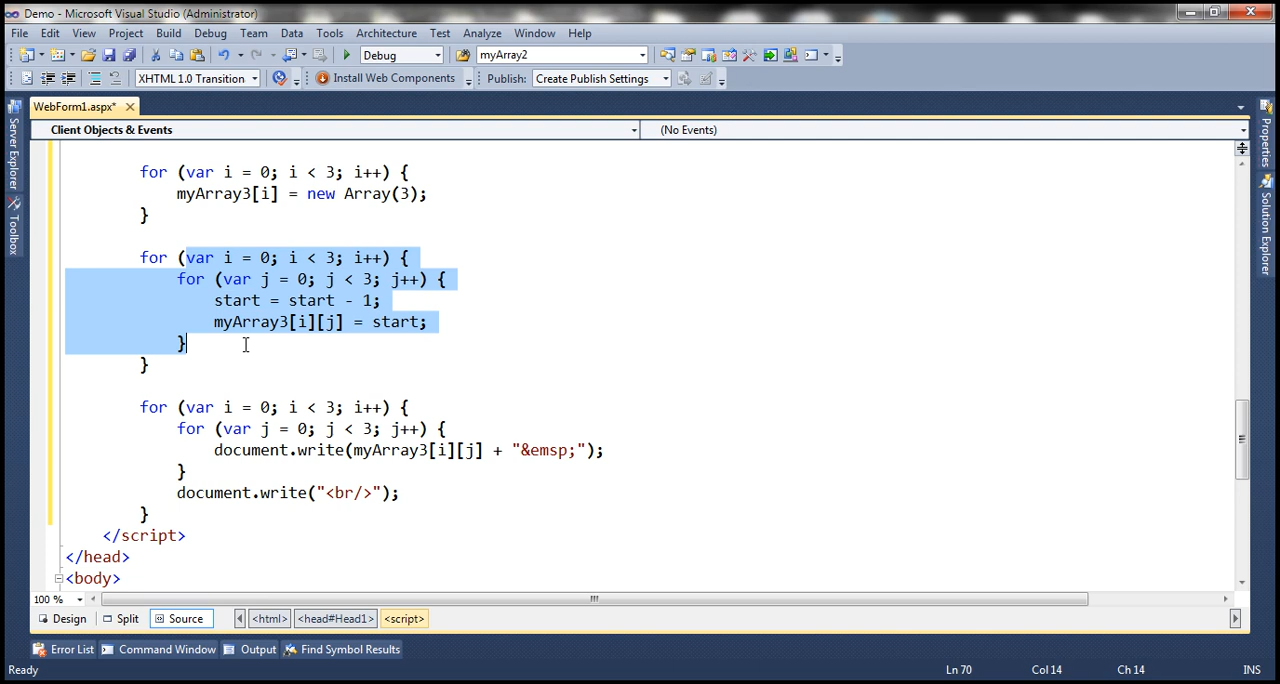 Demo - Microsoft Visual Studio (Administrator)
File Edit View Project Build Debug Team Data Tools Architecture Test Analyze Window Help
Debug myArray2
XHTML 1.0 Transition Install Web Components Publish: Create Publish Settings
WebForm1.aspx*
Client Objects & Events (No Events)
Server Explorer
Toolbox
Properties
Solution Explorer
for (var i = 0; i < 3; i++) {
myArray3[i] = new Array(3);
}
for (var i = 0; i < 3; i++) {
for (var j = 0; j < 3; j++) {
start = start - 1;
myArray3[i][j] = start;
}
}
for (var i = 0; i < 3; i++) {
for (var j = 0; j < 3; j++) {
document.write(myArray3[i][j] + "&emsp;");
}
document.write("<br/>");
}
</script>
</head>
<body>
100 %
Design Split Source <html> <head#Head1> <script>
Error List Command Window Output Find Symbol Results
Ready Ln 70 Col 14 Ch 14 INS